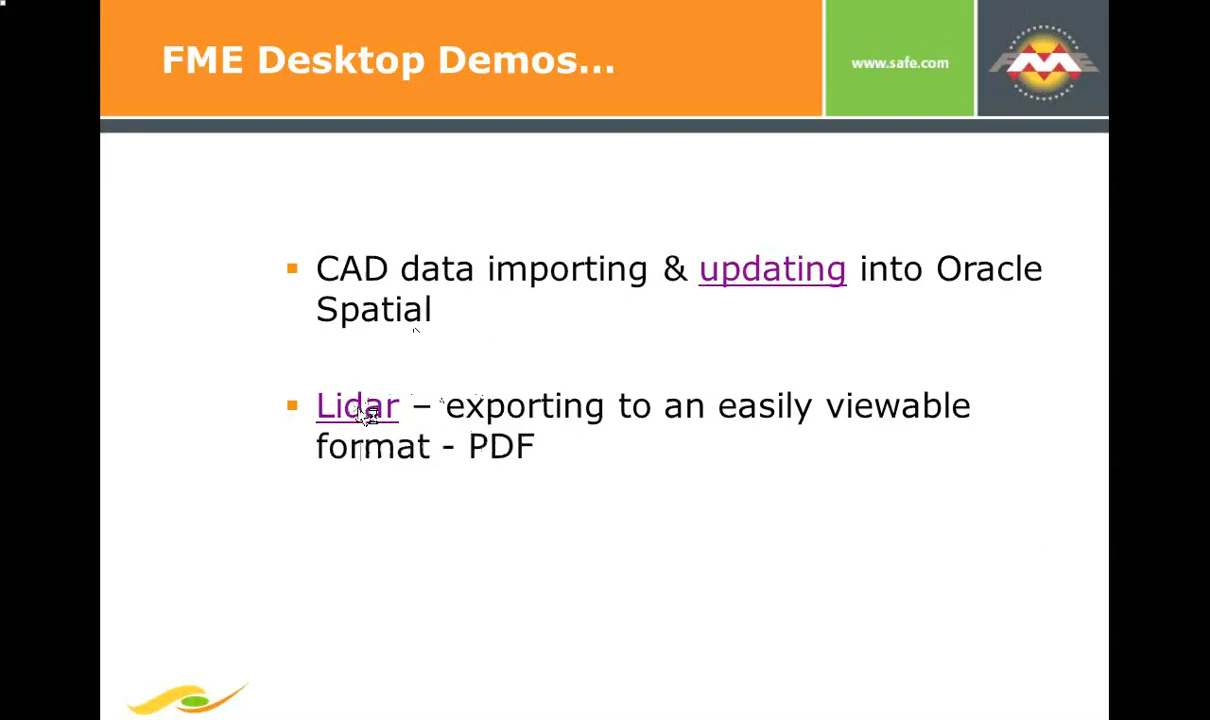 FME Desktop Demos...
www.safe.com
FME
CAD data importing & updating into Oracle
Spatial
Lidar – exporting to an easily viewable
format - PDF